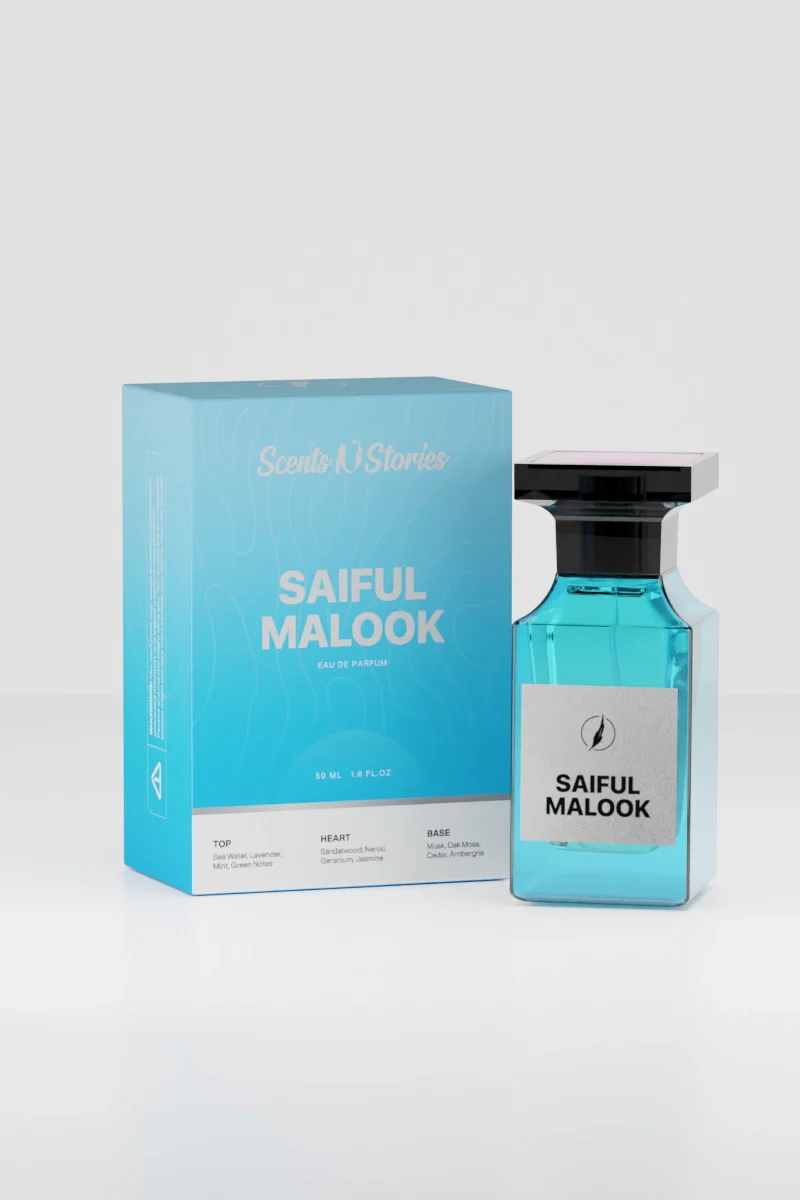 Scents N Stories
SAIFUL
MALOOK
EAU DE PARFUM
50 ML 1.6 FL.OZ
TOP
Sea Water, Lavender,
Mint, Green Notes
HEART
Sandalwood, Neroli,
Geranium, Jasmine
BASE
Musk, Oak Moss,
Cedar, Ambergris
WARNING:
SAIFUL
MALOOK